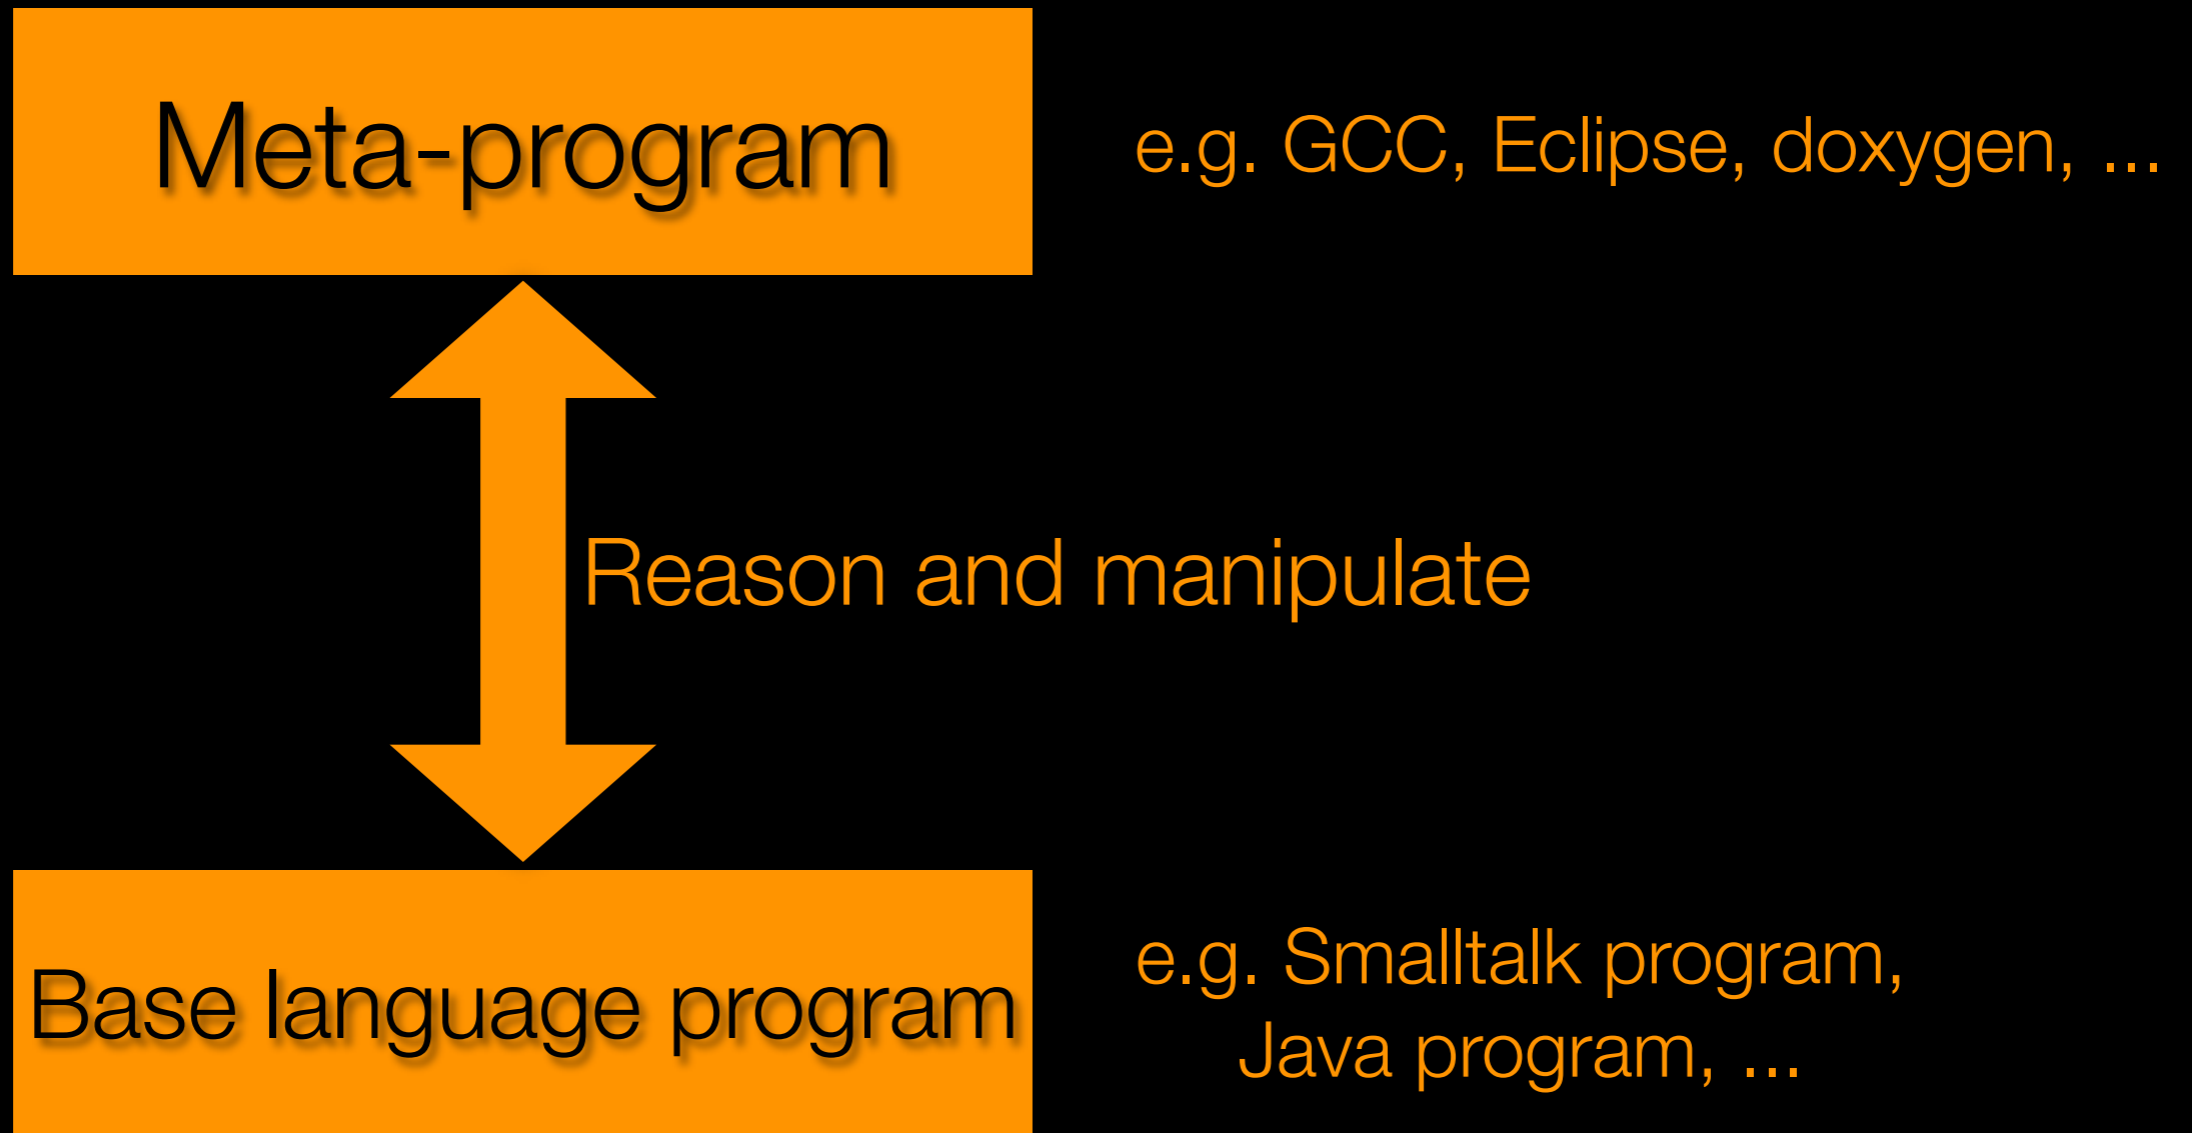 Meta-program
e.g. GCC, Eclipse, doxygen, ...
Reason and manipulate
Base language program
e.g. Smalltalk program,
Java program, ...